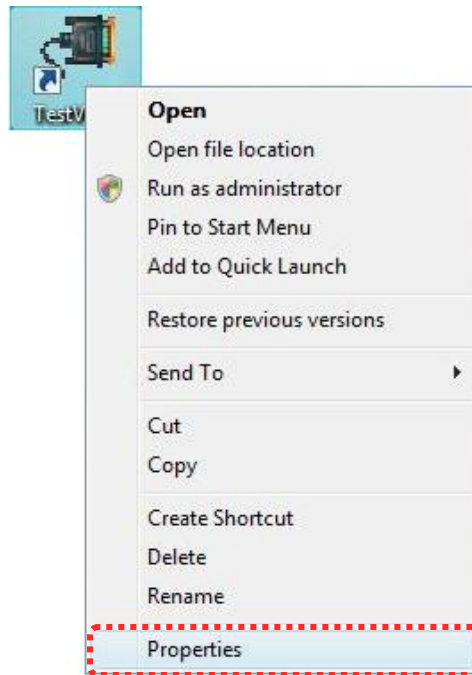 TestV
Open
Open file location
Run as administrator
Pin to Start Menu
Add to Quick Launch
Restore previous versions
Send To
Cut
Copy
Create Shortcut
Delete
Rename
Properties